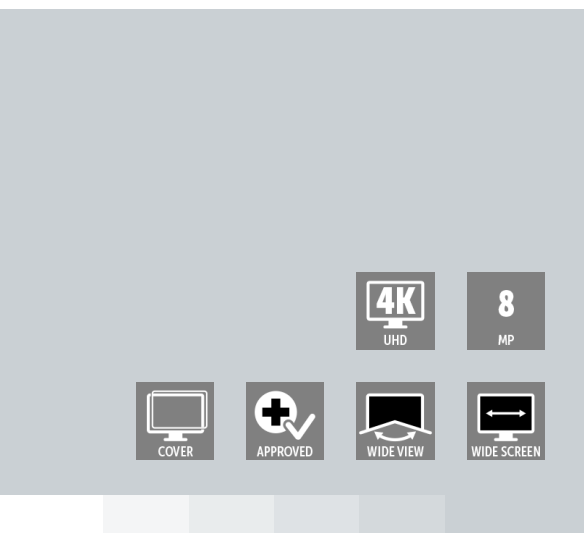 4K
UHD
8
MP
COVER
APPROVED
WIDE VIEW
WIDE SCREEN